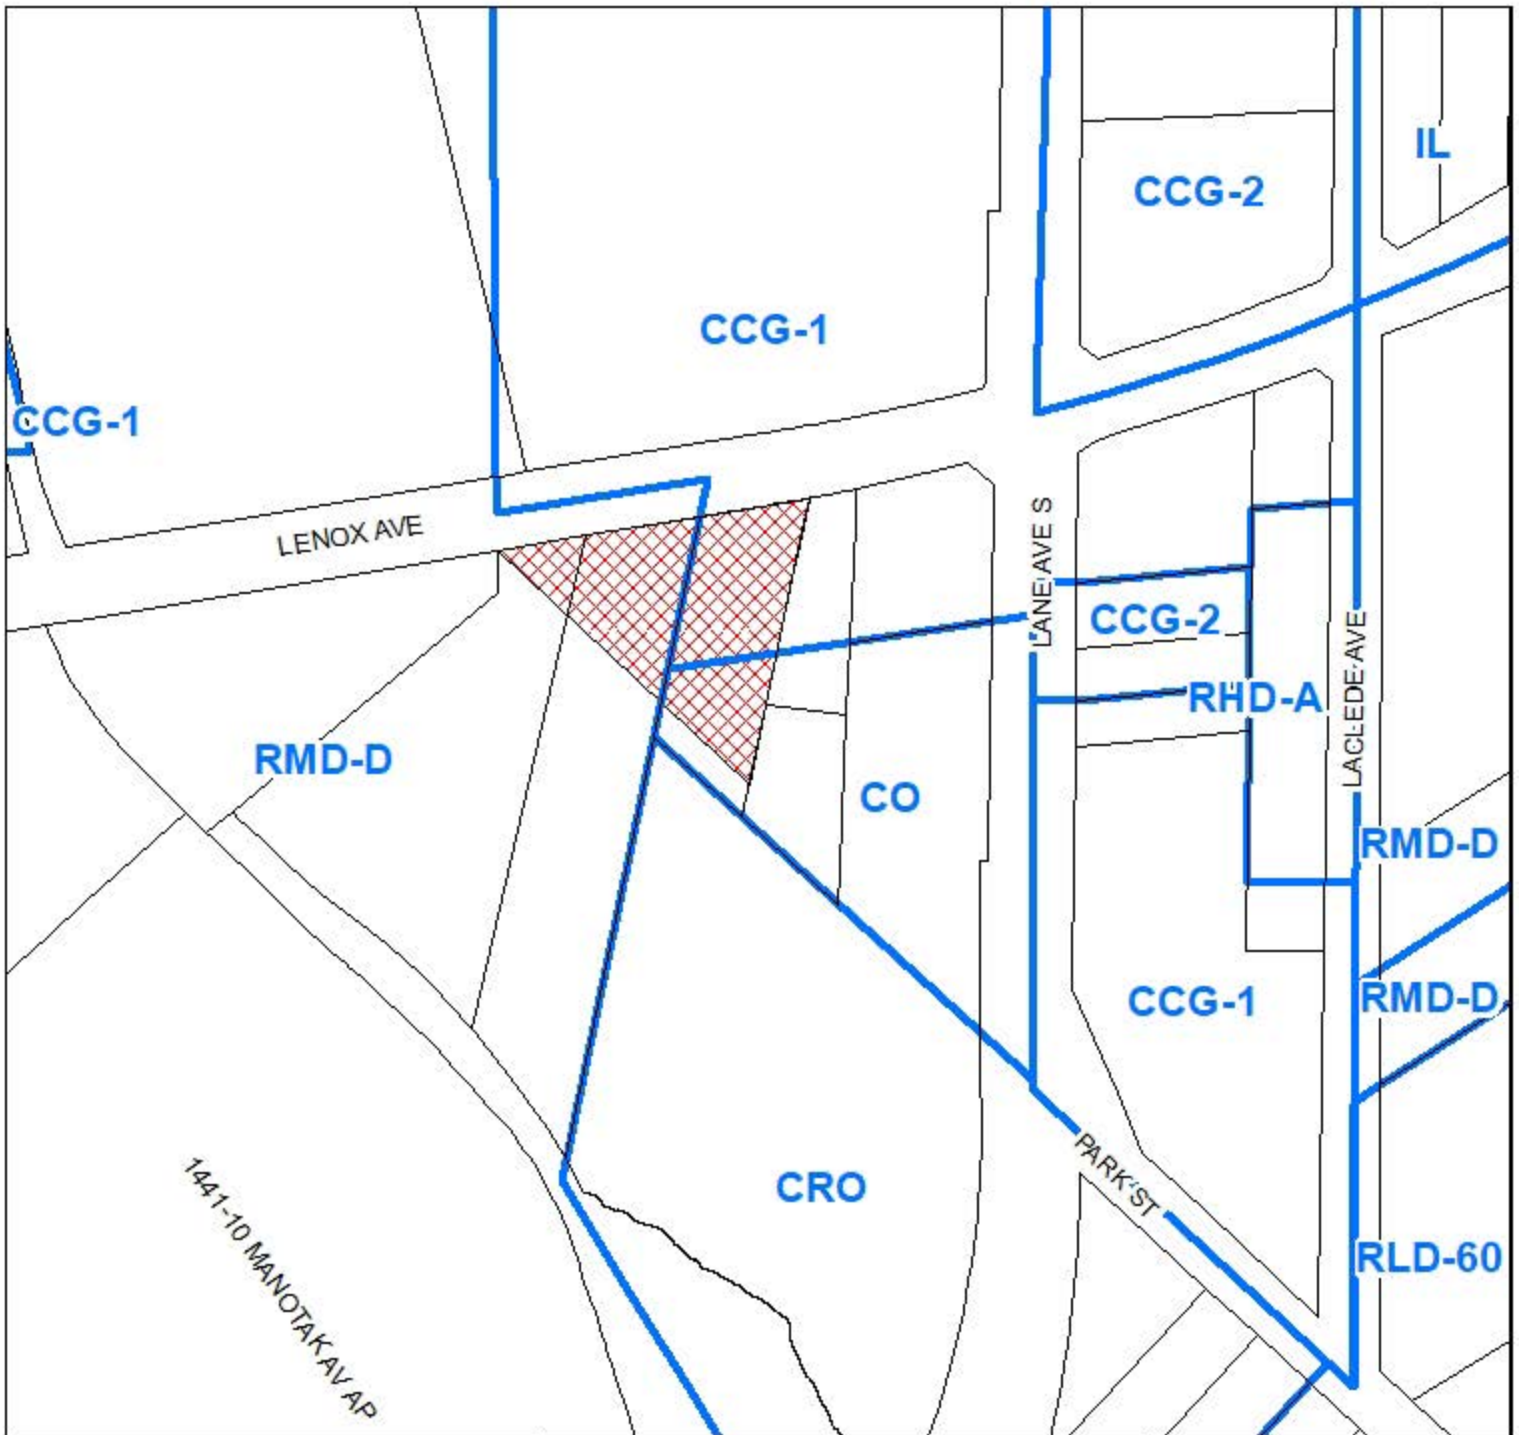 IL
CCG-2
CCG-1
CCG-1
LENOX AVE
LANE AVE S
CCG-2
LACLEDE AVE
RHD-A
RMD-D
CO
RMD-D
RMD-D
CCG-1
PARK ST
CRO
RLD-60
1441-10 MANOTAK AV AP